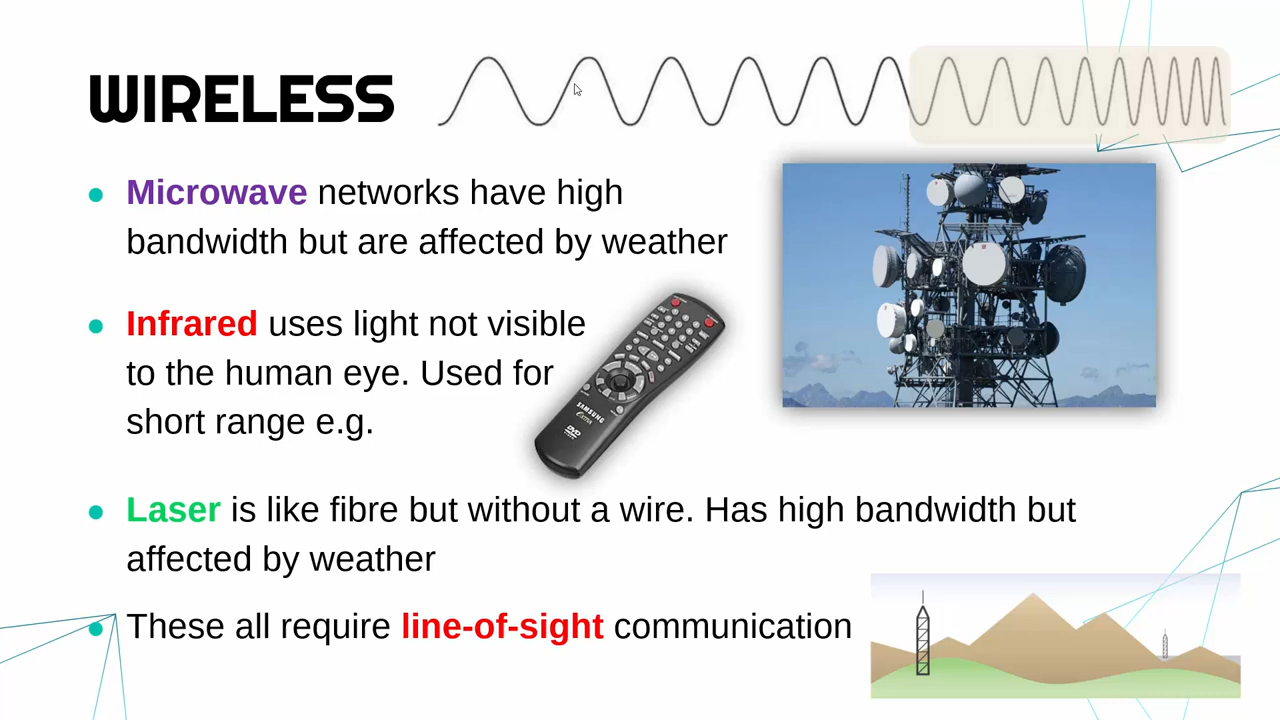 WIRELESS
Microwave networks have high
bandwidth but are affected by weather
Infrared uses light not visible
to the human eye. Used for
short range e.g.
SAMSUNG
DVD
Laser is like fibre but without a wire. Has high bandwidth but
affected by weather
These all require line-of-sight communication